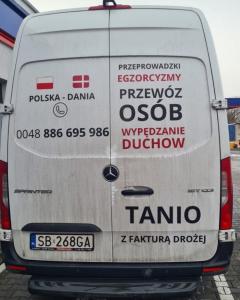 PRZEPROWADZKI
EGZORCYZMY
PRZEWÓZ
OSÓB
WYPĘDZANIE
DUCHÓW
POLSKA - DANIA
0048 886 695 986
SPRINTER
TANIO
Z FAKTURĄ DROŻEJ
SB 268GA